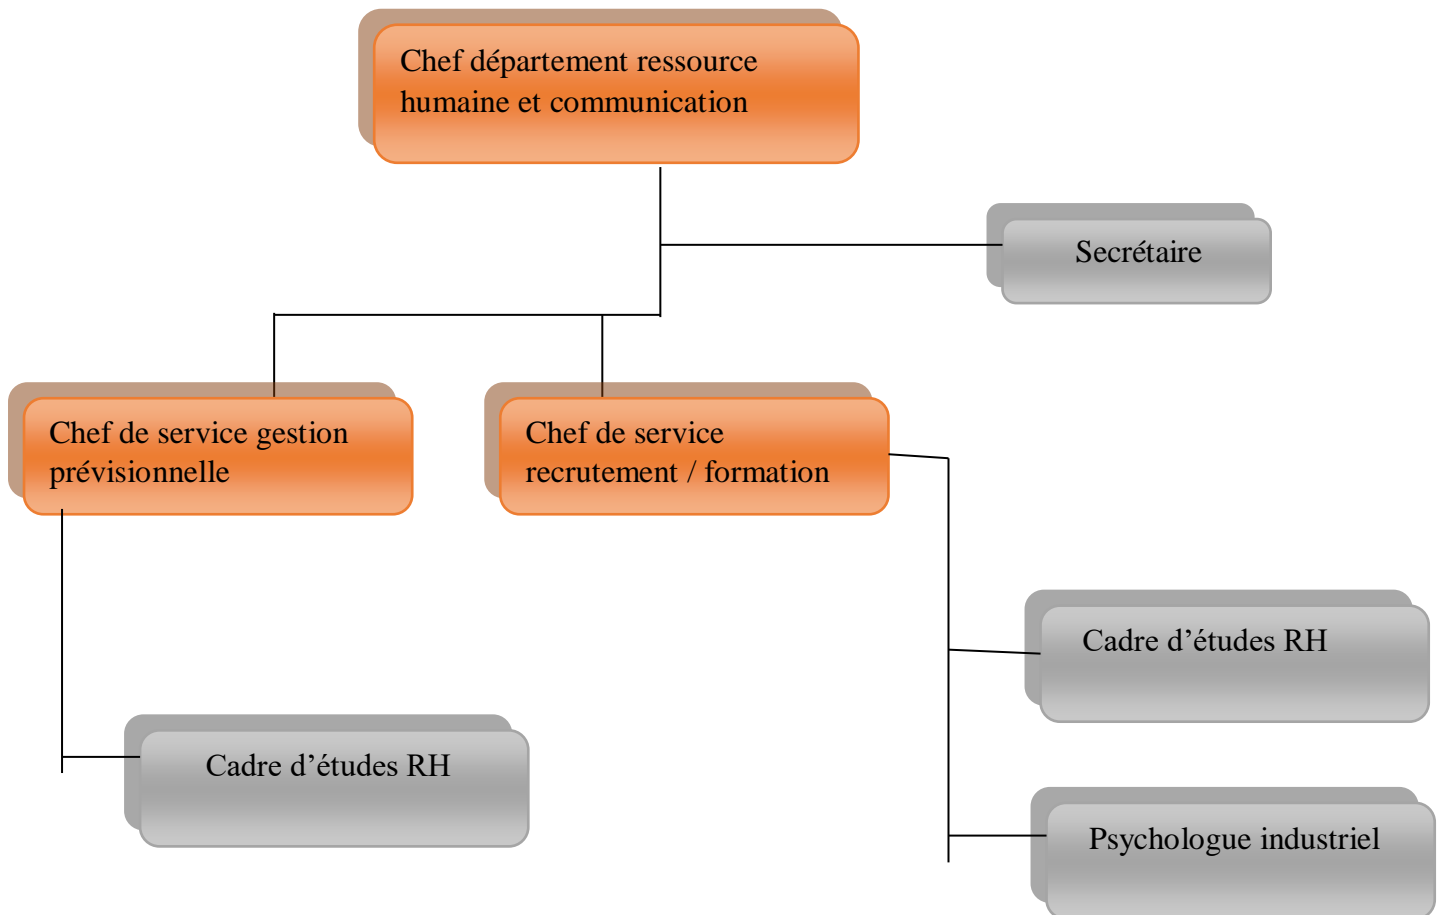 Chef département ressource
humaine et communication
Secrétaire
Chef de service gestion
prévisionnelle
Chef de service
recrutement / formation
Cadre d’études RH
Cadre d’études RH
Psychologue industriel